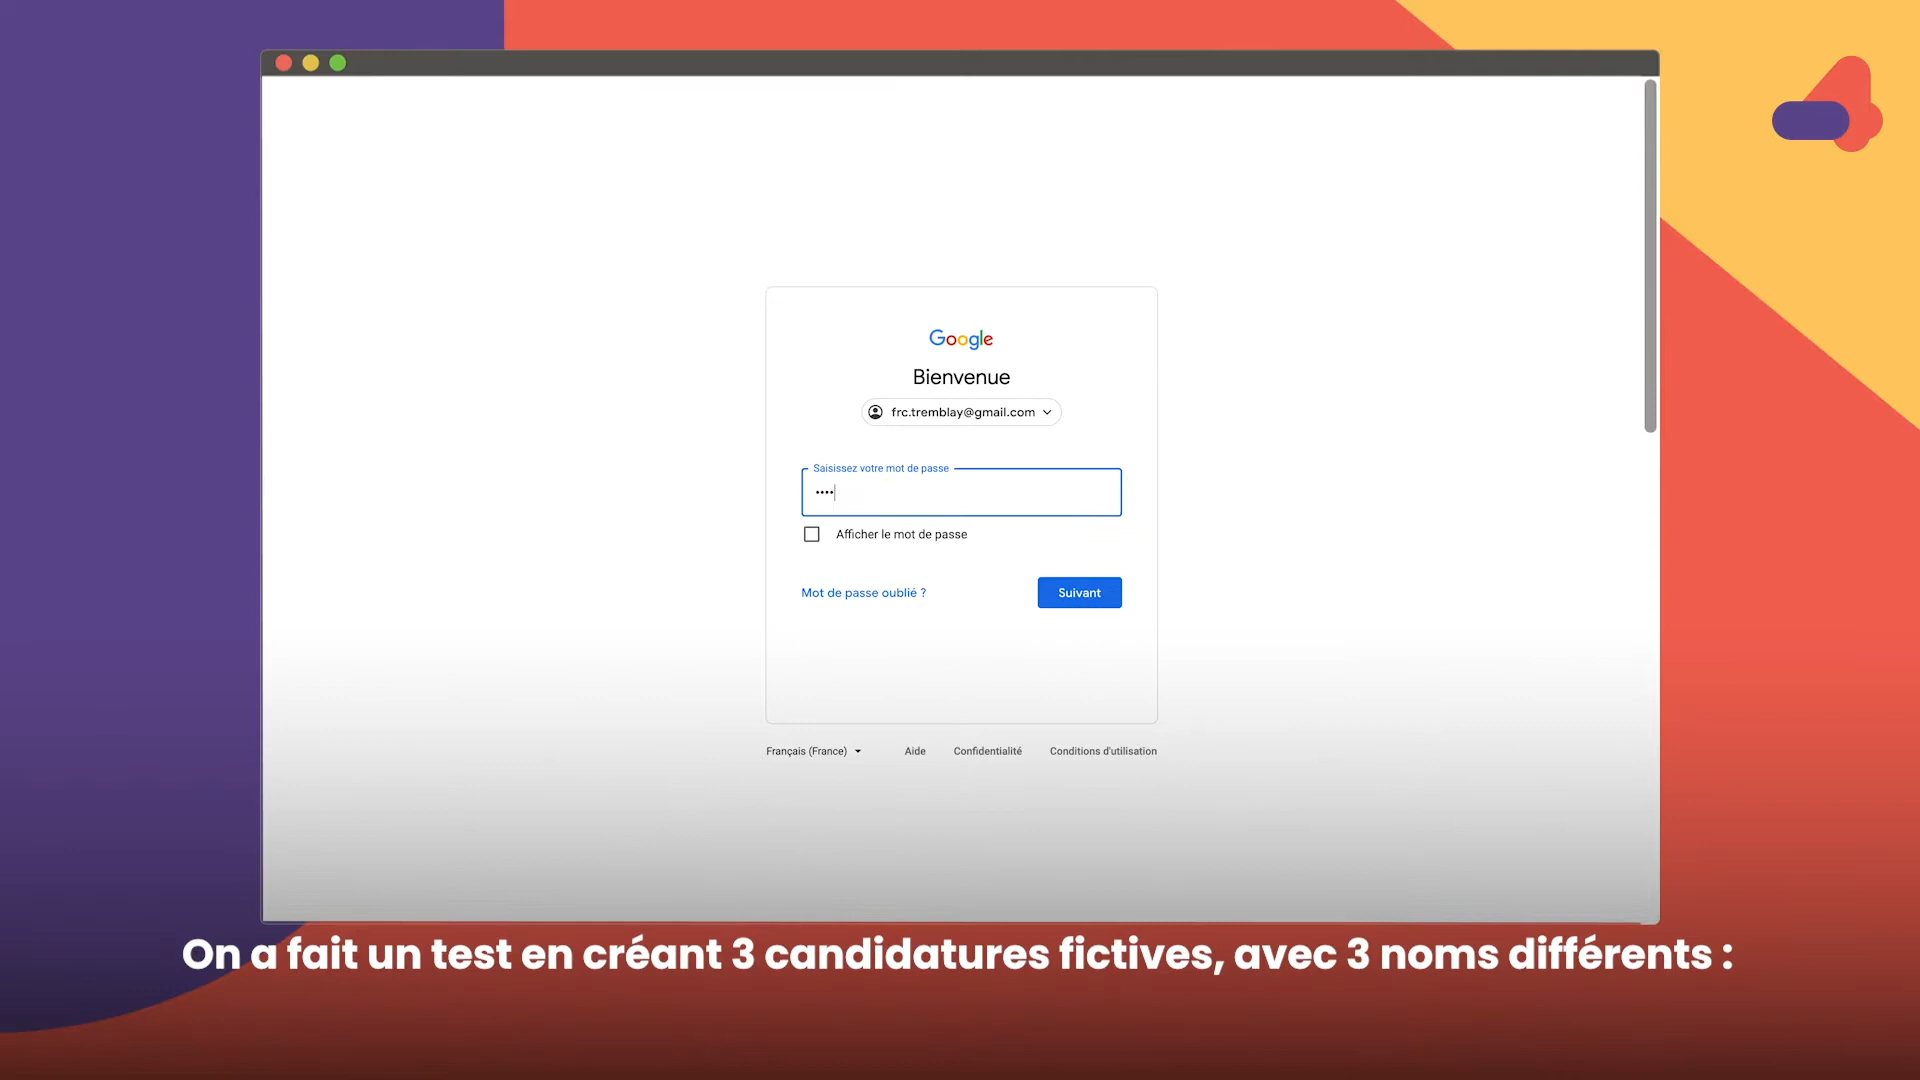 Google
Bienvenue
frc.tremblay@gmail.com
Saisissez votre mot de passe
••••
Afficher le mot de passe
Mot de passe oublié ?
Suivant
Français (France)
Aide
Confidentialité
Conditions d'utilisation
On a fait un test en créant 3 candidatures fictives, avec 3 noms différents :